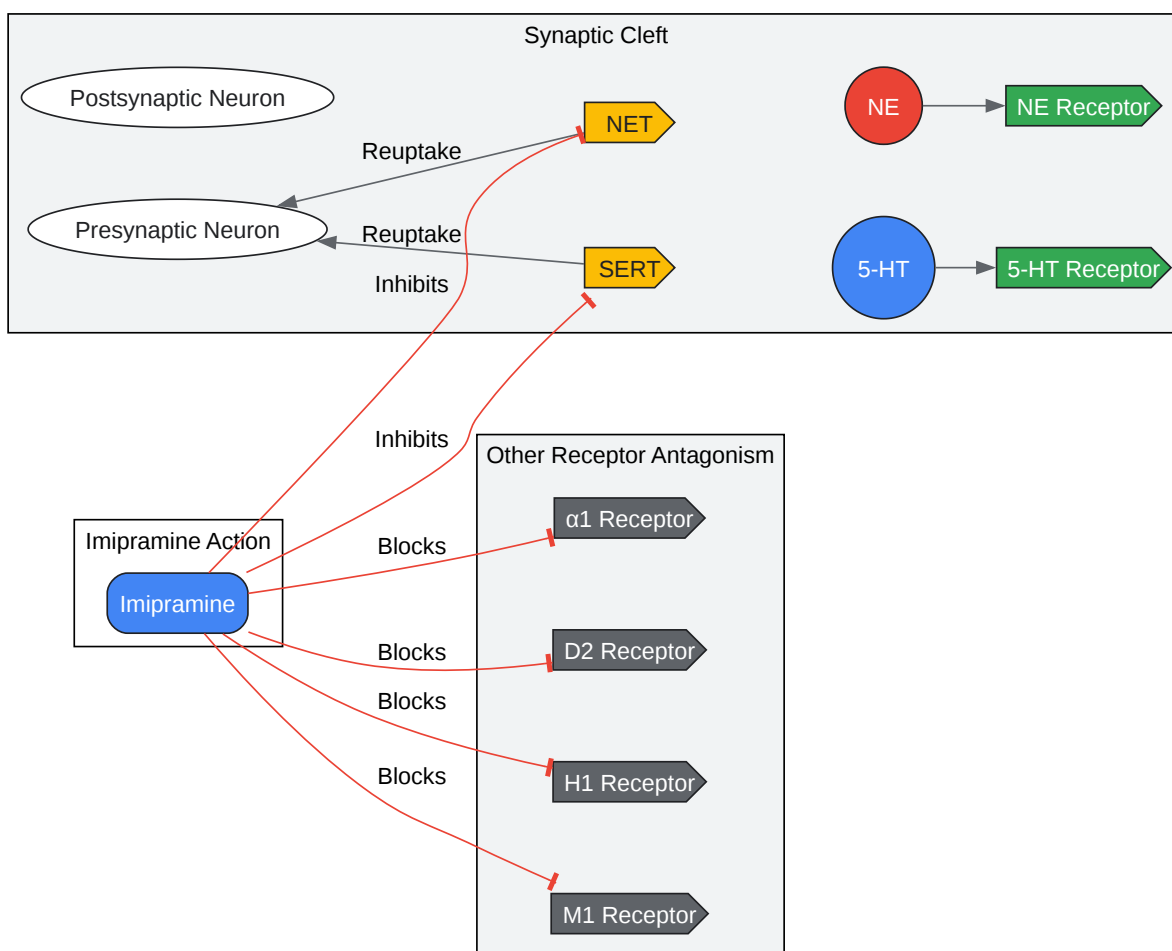 Synaptic Cleft
Postsynaptic Neuron
NET
NE
NE Receptor
Reuptake
Presynaptic Neuron
Reuptake
SERT
5-HT
5-HT Receptor
Inhibits
Inhibits
Other Receptor Antagonism
α1 Receptor
Imipramine Action
Blocks
Imipramine
D2 Receptor
Blocks
Blocks
H1 Receptor
Blocks
M1 Receptor